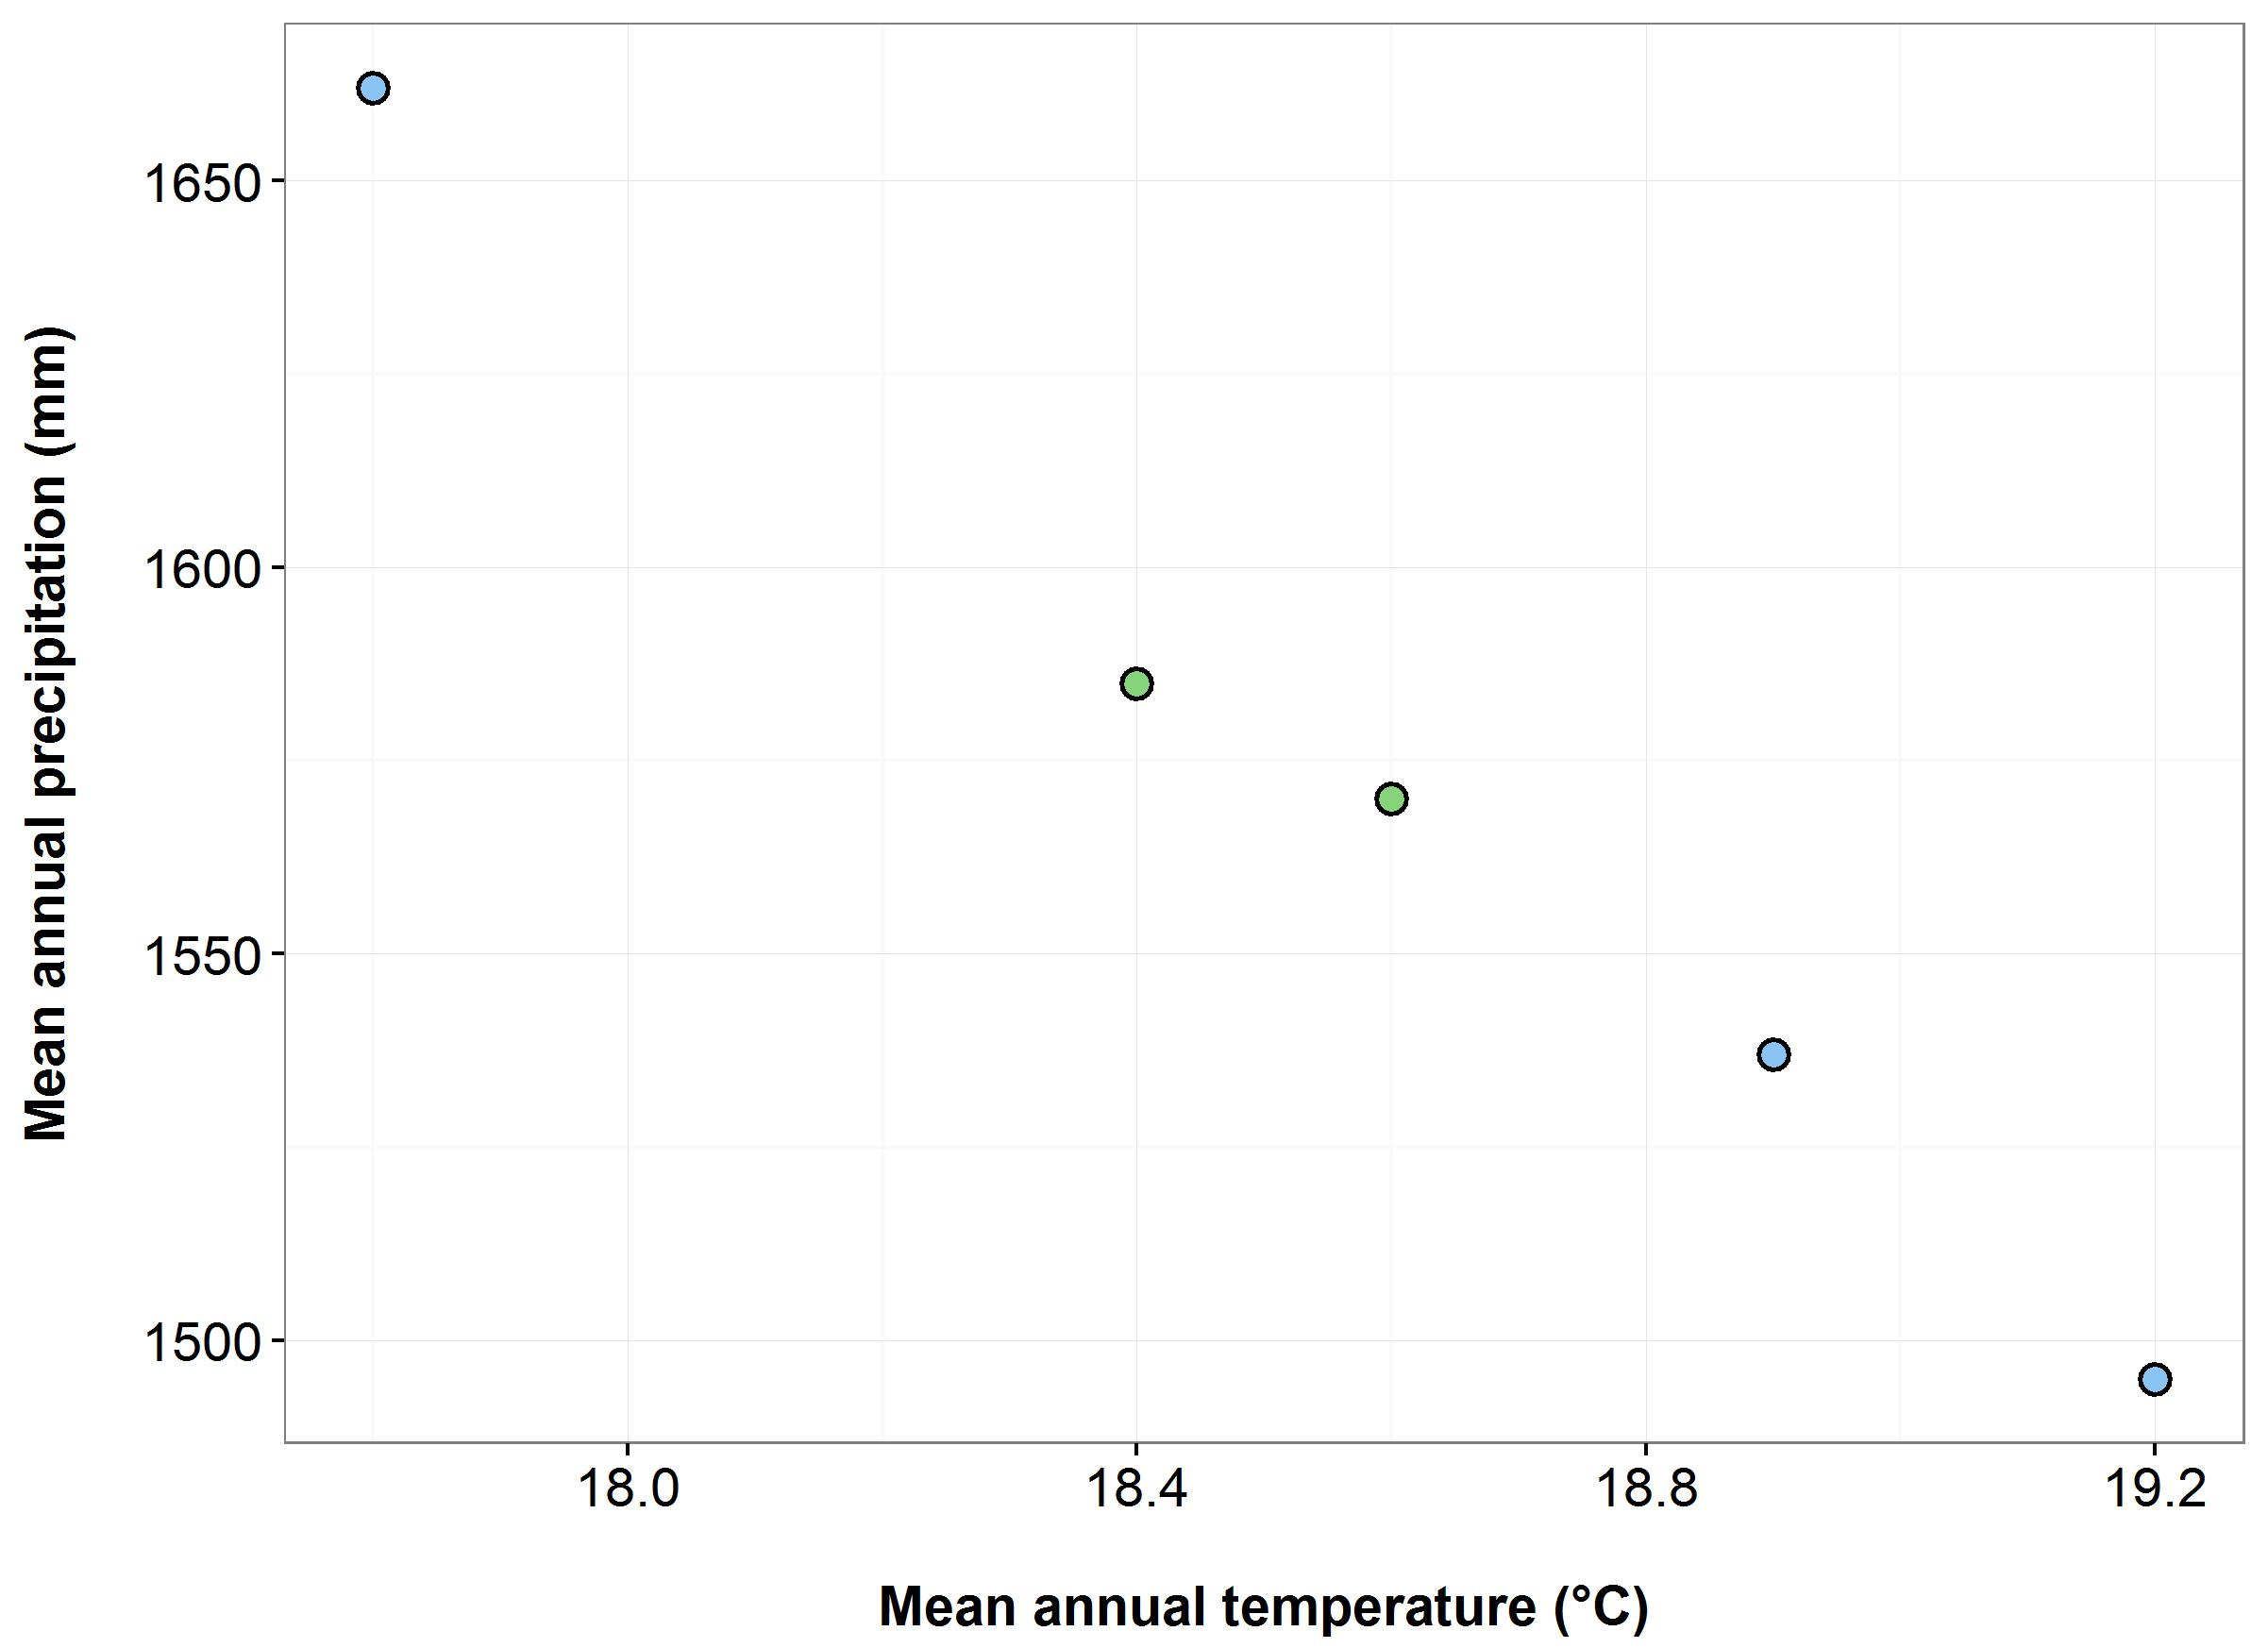 Mean annual precipitation (mm)
1650
1600
1550
1500
18.0 18.4 18.8 19.2
Mean annual temperature (°C)